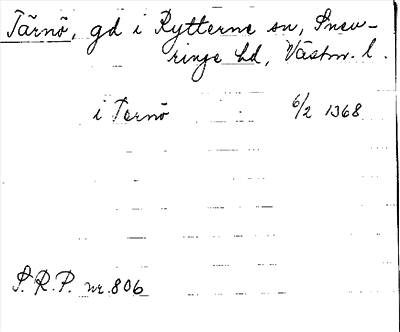 Tärnö, gd i Rytterne sn, Snev-
ringe hd, Västm. l.
i Ternö 6/2 1368
S.R.P. nr. 806